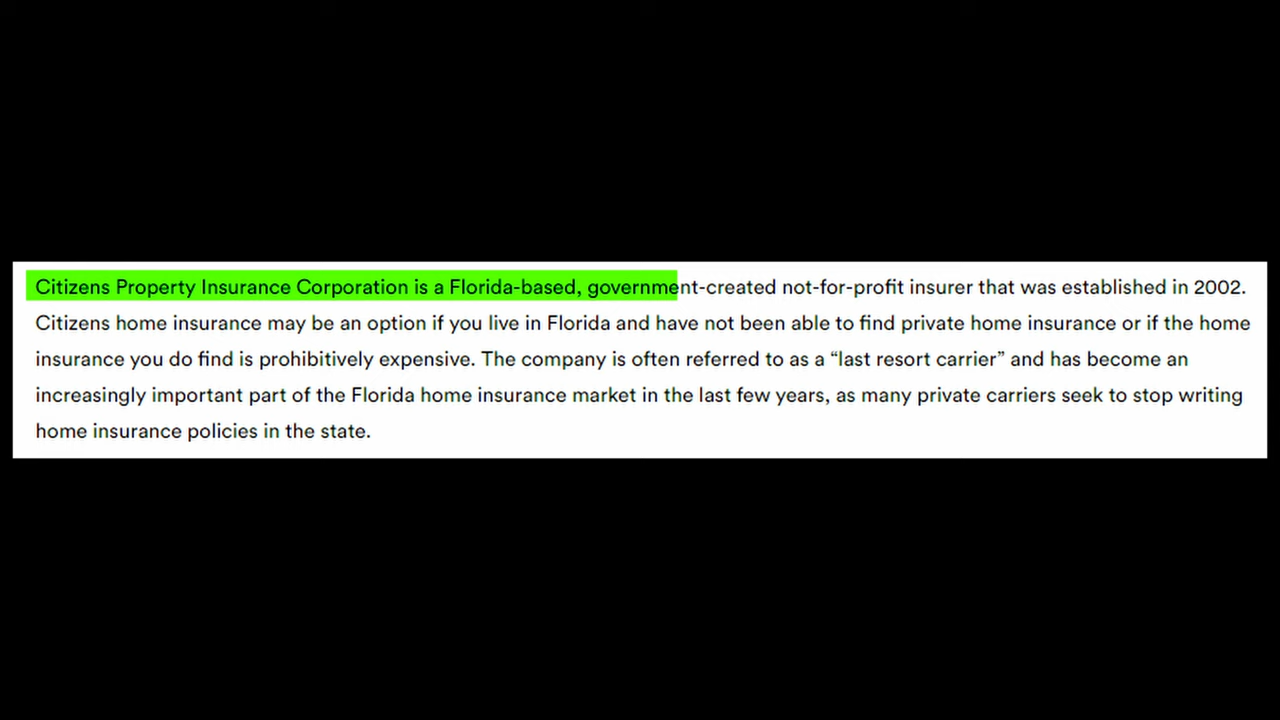 Citizens Property Insurance Corporation is a Florida-based, government-created not-for-profit insurer that was established in 2002.
Citizens home insurance may be an option if you live in Florida and have not been able to find private home insurance or if the home
insurance you do find is prohibitively expensive. The company is often referred to as a “last resort carrier” and has become an
increasingly important part of the Florida home insurance market in the last few years, as many private carriers seek to stop writing
home insurance policies in the state.